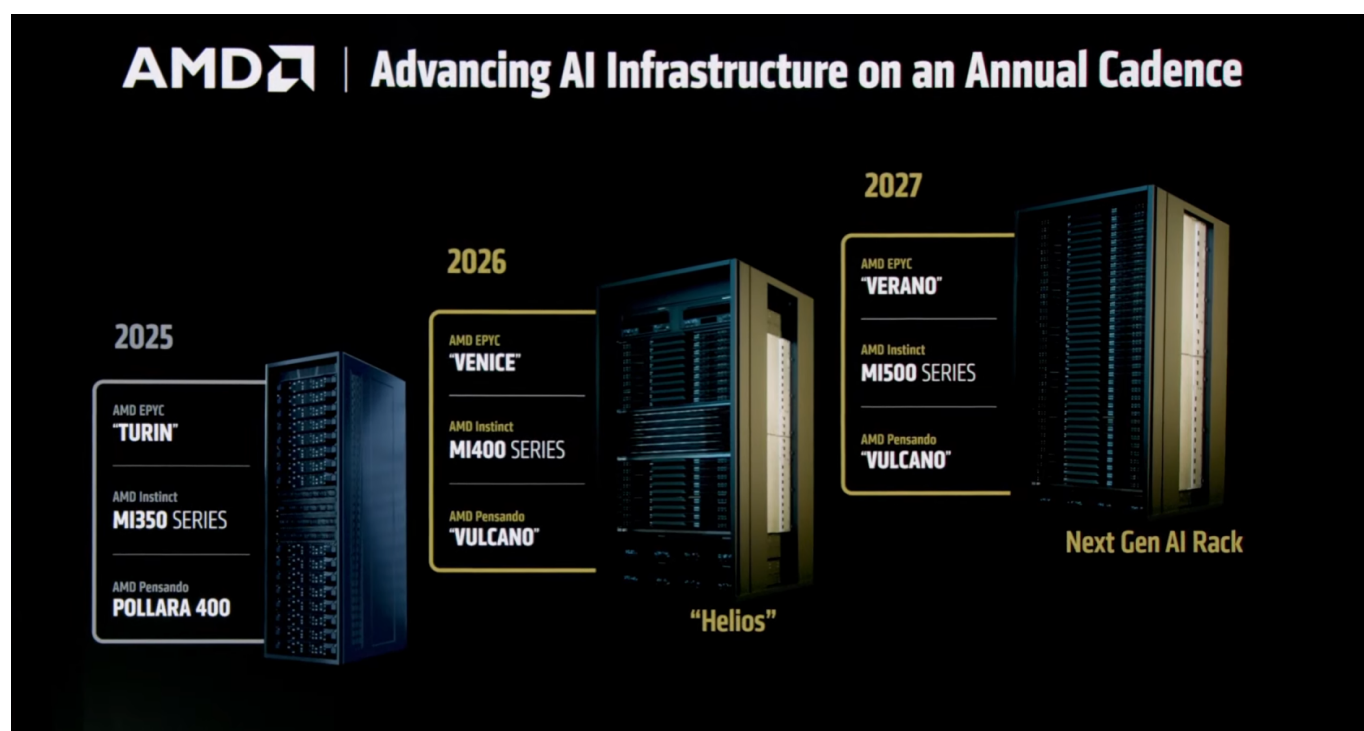 AMD | Advancing AI Infrastructure on an Annual Cadence
2025
AMD EPYC
“TURIN”
AMD Instinct
MI350 SERIES
AMD Pensando
POLLARA 400
2026
AMD EPYC
“VENICE”
AMD Instinct
MI400 SERIES
AMD Pensando
“VULCANO”
“Helios”
2027
AMD EPYC
“VERANO”
AMD Instinct
MI500 SERIES
AMD Pensando
“VULCANO”
Next Gen AI Rack